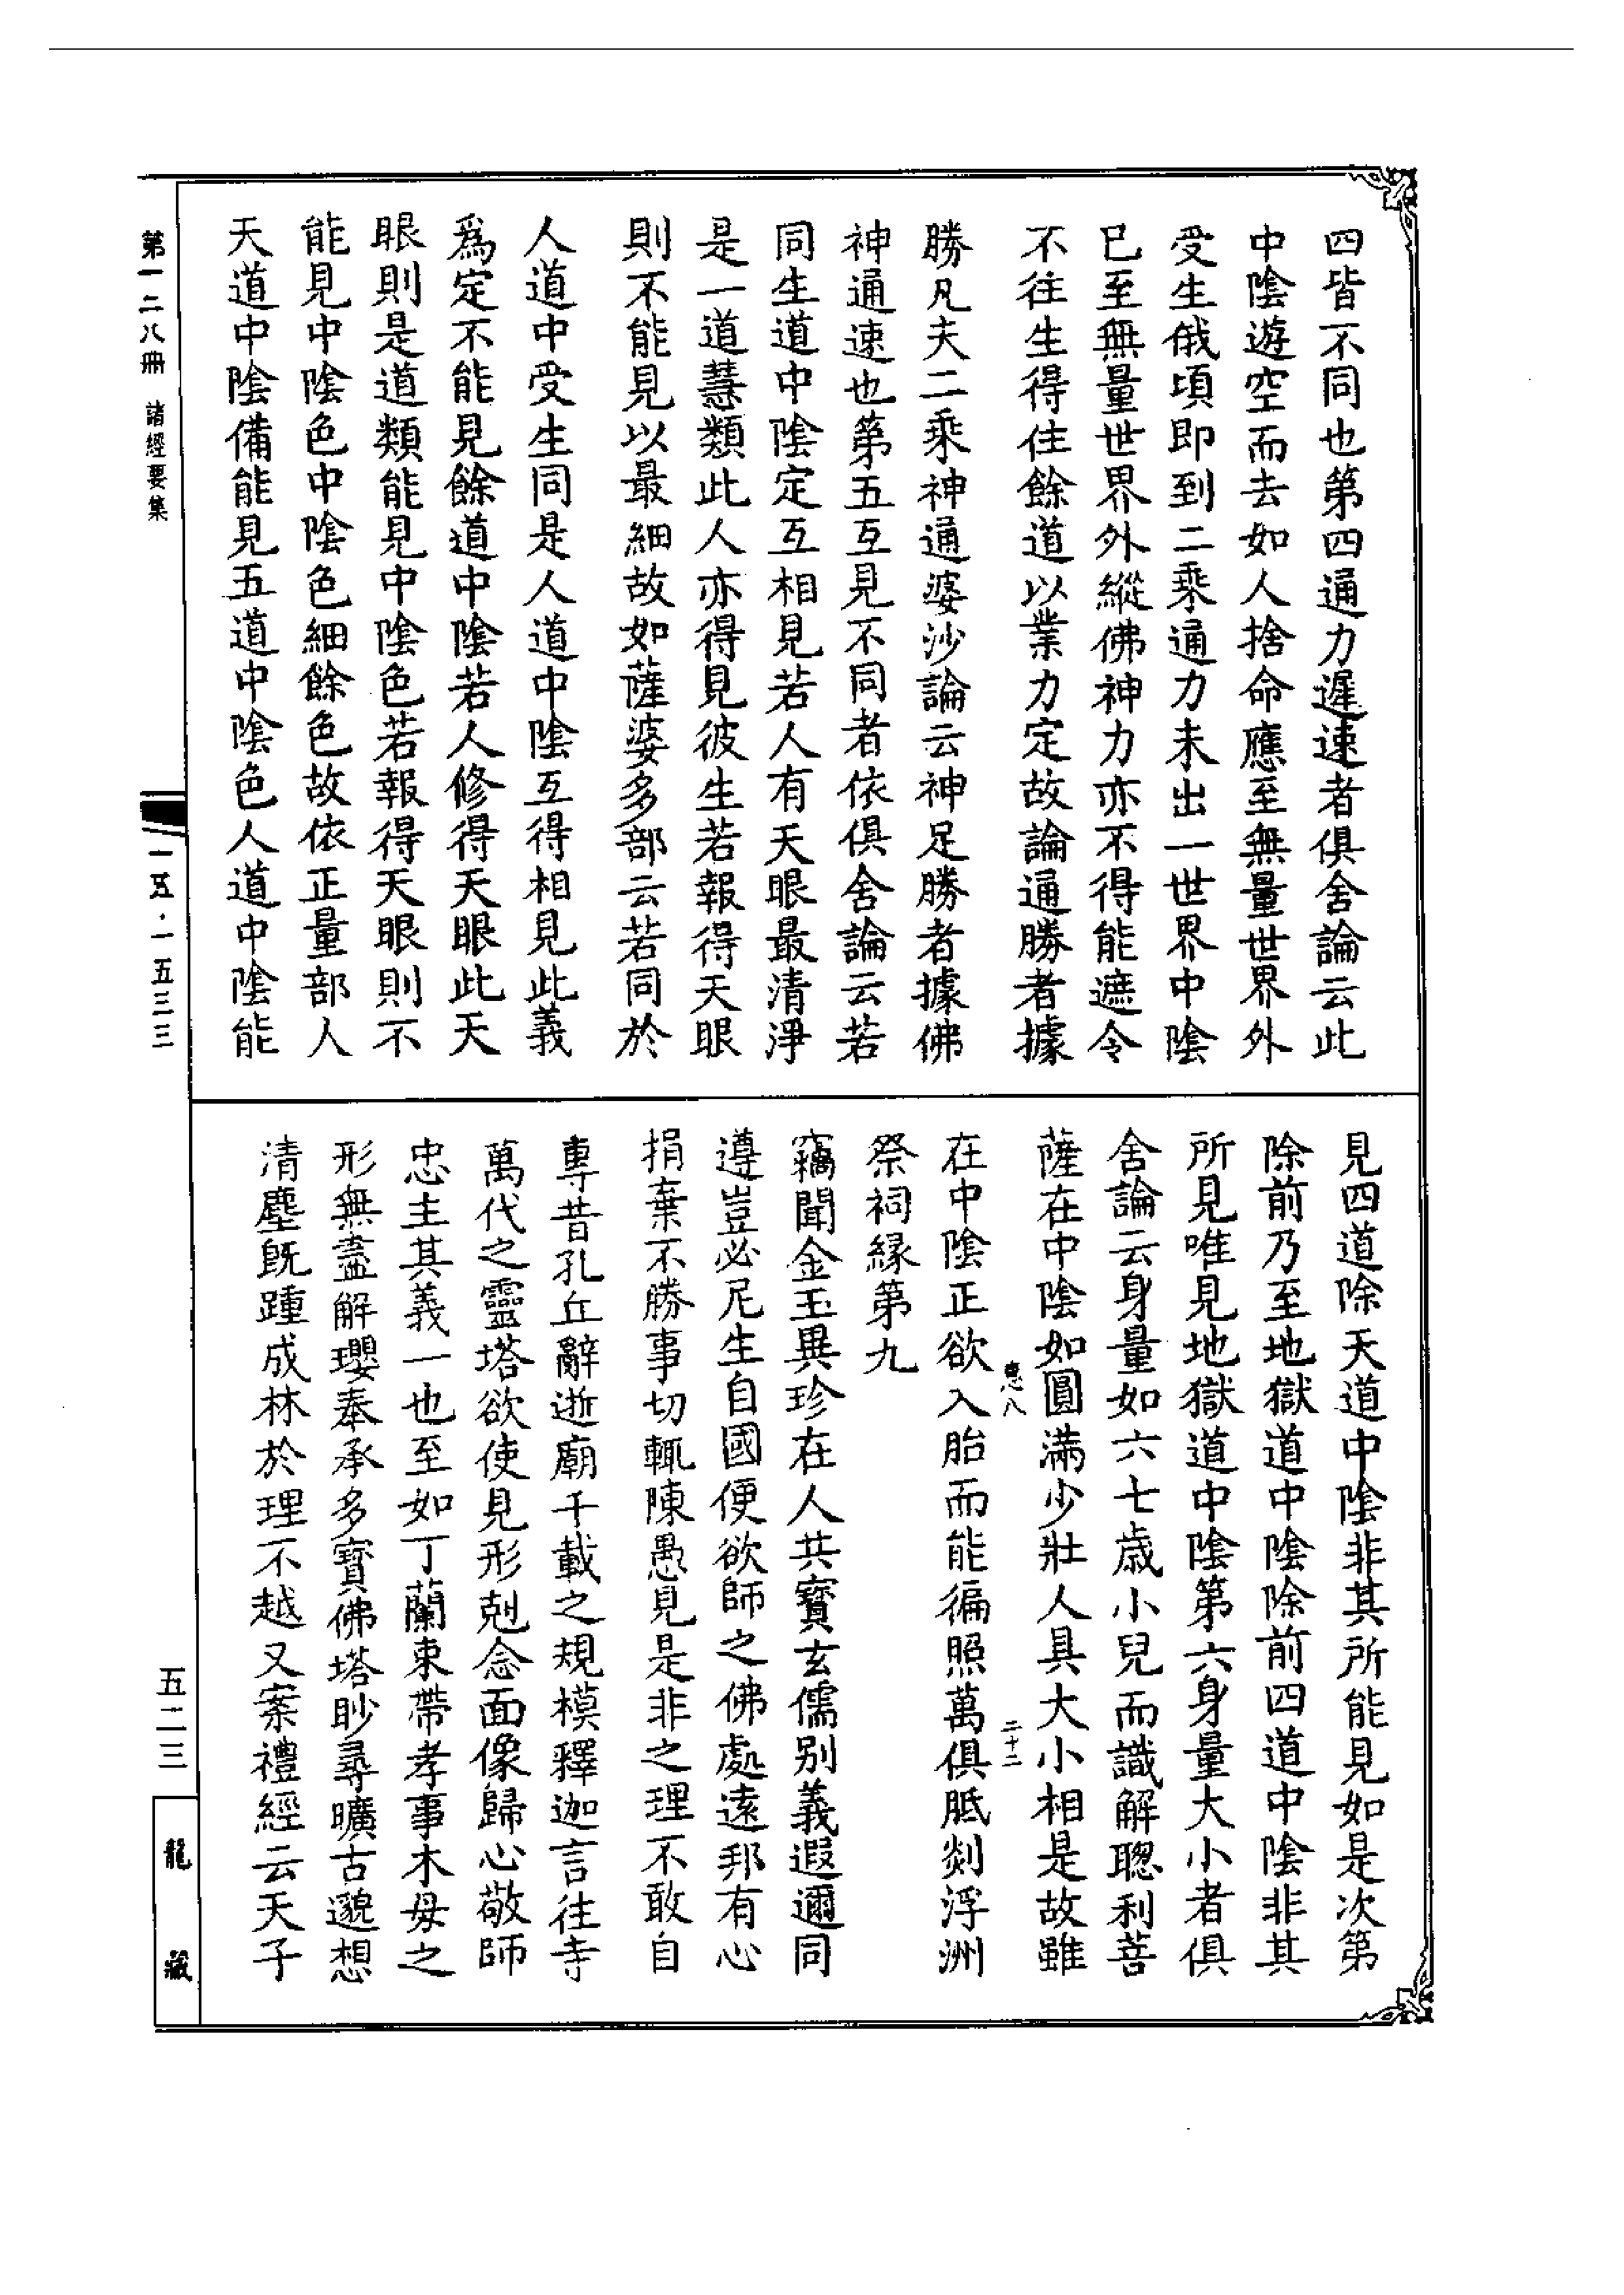 四皆不同也第四通力遲速者俱舍論云此
中陰遊空而去如人捨命應至無量世界外
受生俄頃即到二乘通力未出一世界中陰
已至無量世界外縱佛神力亦不得能遮令
不往生得住餘道以業力定故論通勝者據
勝凡夫二乘神通婆沙論云神足勝者據佛
神通速也第五互見不同者依俱舍論云若
同生道中陰定互相見若人有天眼最清淨
是一道慧類此人亦得見彼生若報得天眼
則不能見以最細故如薩婆多部云若同於
人道中受生同是人道中陰互得相見此義
為定不能見餘道中陰若人修得天眼此天
眼則是道類能見中陰色若報得天眼則不
能見中陰色中陰色細餘色故依正量部人
天道中陰備能見五道中陰色人道中陰能
見四道除天道中陰非其所能見如是次第
除前乃至地獄道中陰除前四道中陰非其
所見唯見地獄道中陰第六身量大小者俱
舍論云身量如六七歲小兒而識解聰利菩
薩在中陰如圓滿少壯人具大小相是故雖
八 二十二
在中陰正欲入胎而能徧照萬俱胝剡浮洲
祭祠緣第九
竊聞金玉異珍在人共寶玄儒别義遐邇同
遵豈必尼生自國便欲師之佛處遠邦有心
捐棄不勝事切輒陳愚見是非之理不敢自
專昔孔丘辭逝廟千載之規模釋迦言往寺
萬代之靈塔欲使見形剋念面像歸心敬師
忠主其義一也至如丁蘭束帶孝事木母之
形無盡解瓔奉承多寶佛塔眇尋曠古邈想
清塵既踵成林於理不越又案禮經云天子
第一二八冊 諸經要集
一五·一五三三
五二三
龍藏